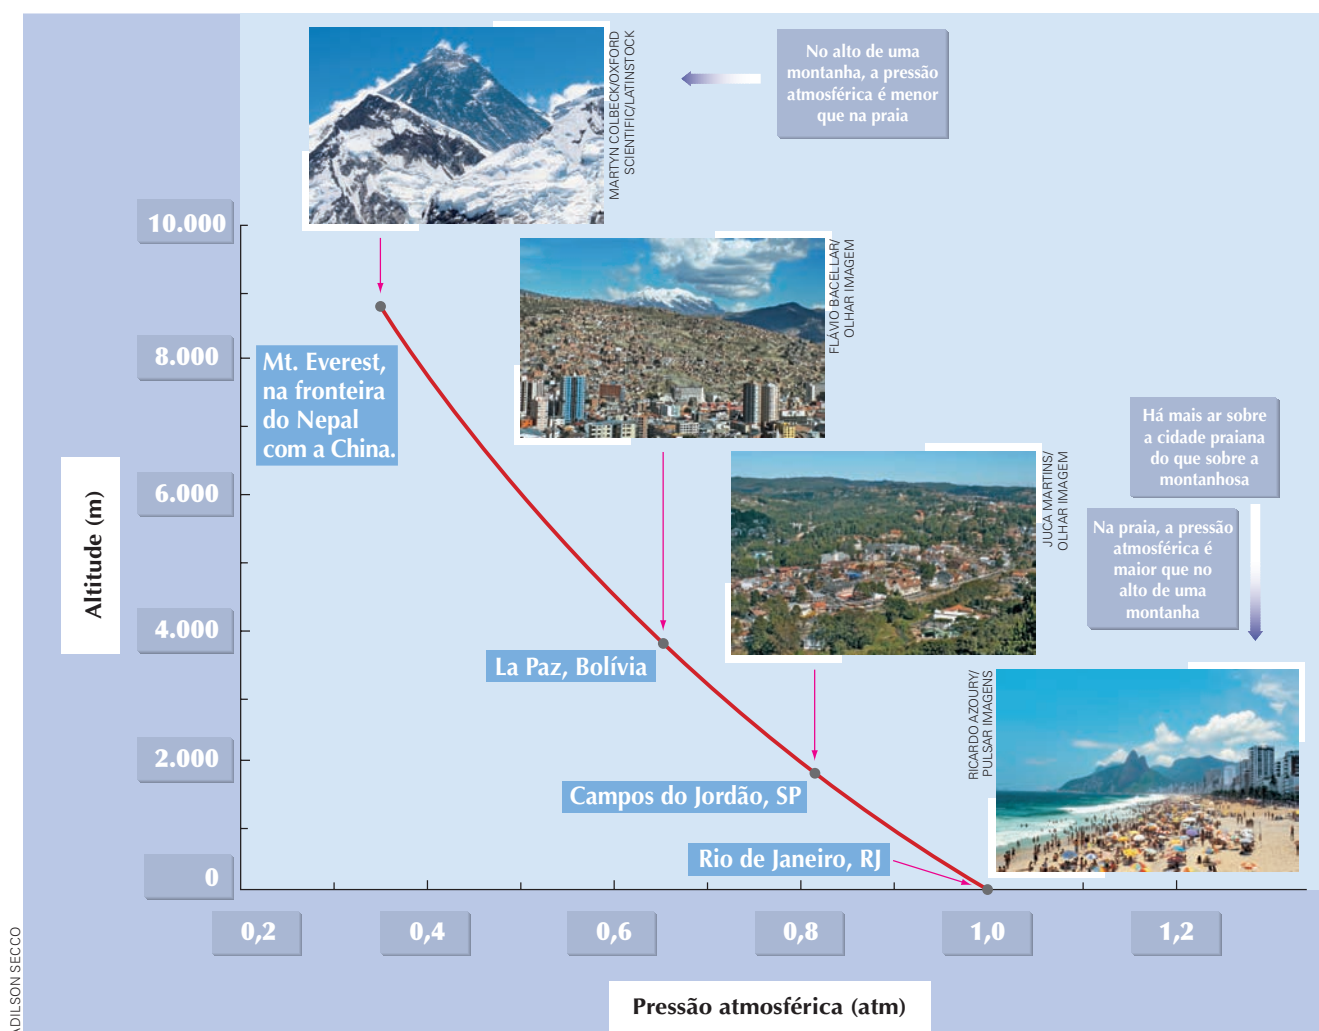 MARTYN COLBECK/OXFORD
SCIENTIFIC/LATINSTOCK
No alto de uma
montanha, a pressão
atmosférica é menor
que na praia
FLÁVIO BACELLAR/
OLHAR IMAGEM
JUCA MARTINS/
OLHAR IMAGEM
Há mais ar sobre
a cidade praiana
do que sobre a
montanhosa
Na praia, a pressão
atmosférica é
maior que no
alto de uma
montanha
RICARDO AZOURY/
PULSAR IMAGENS
Altitude (m)
10.000
8.000
6.000
4.000
2.000
0
Mt. Everest,
na fronteira
do Nepal
com a China.
La Paz, Bolívia
Campos do Jordão, SP
Rio de Janeiro, RJ
0,2
0,4
0,6
0,8
1,0
1,2
Pressão atmosférica (atm)
ADILSON SECCO